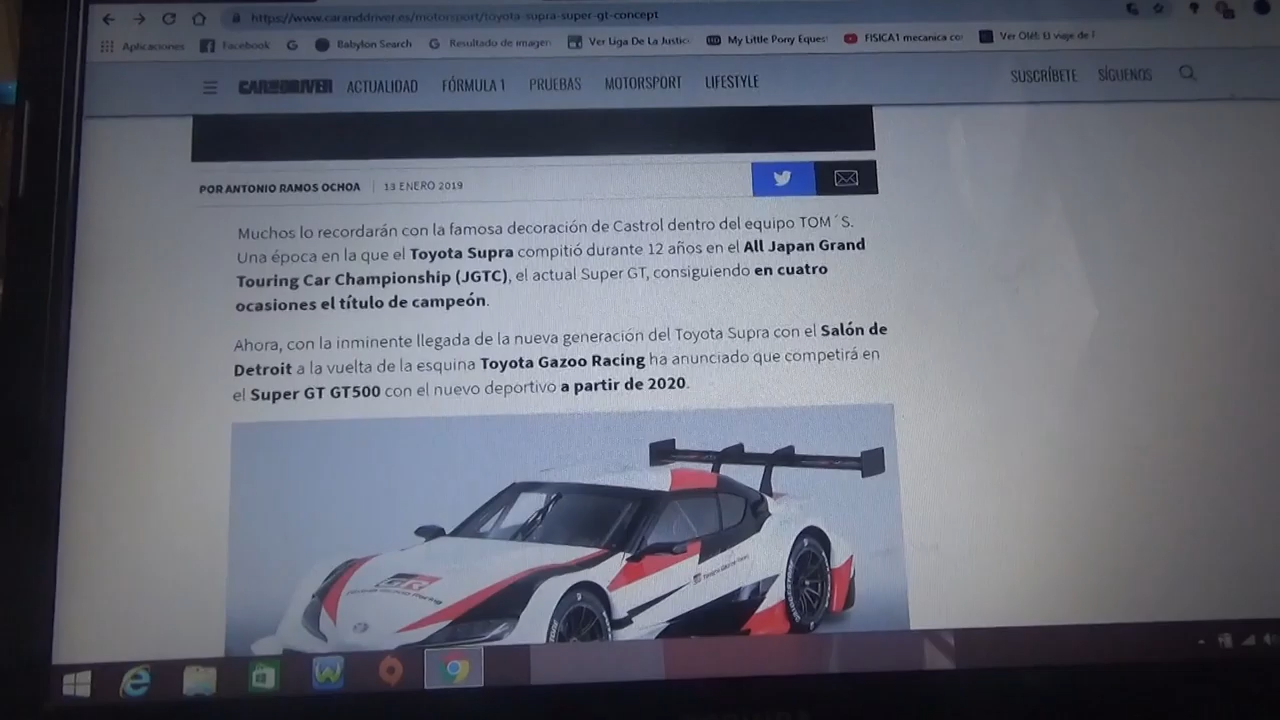 https://www.caranddriver.es/motorsport/toyota-supra-super-gt-concept
Aplicaciones Facebook Babylon Search Resultado de imagen Ver Liga De La Justic My Little Pony Equest FISICA1 mecanica co Ver Olé! El viaje de F
CAR AND DRIVER ACTUALIDAD FÓRMULA 1 PRUEBAS MOTORSPORT LIFESTYLE SUSCRÍBETE SÍGUENOS
POR ANTONIO RAMOS OCHOA | 13 ENERO 2019
Muchos lo recordarán con la famosa decoración de Castrol dentro del equipo TOM´S.
Una época en la que el Toyota Supra compitió durante 12 años en el All Japan Grand
Touring Car Championship (JGTC), el actual Super GT, consiguiendo en cuatro
ocasiones el título de campeón.
Ahora, con la inminente llegada de la nueva generación del Toyota Supra con el Salón de
Detroit a la vuelta de la esquina Toyota Gazoo Racing ha anunciado que competirá en
el Super GT GT500 con el nuevo deportivo a partir de 2020.
GR